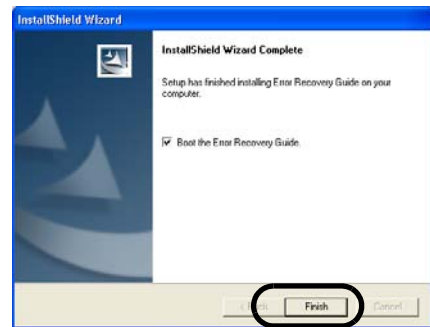 InstallShield Wizard
InstallShield Wizard Complete
Setup has finished installing Error Recovery Guide on your
computer.
Boot the Error Recovery Guide.
< Back Finish Cancel